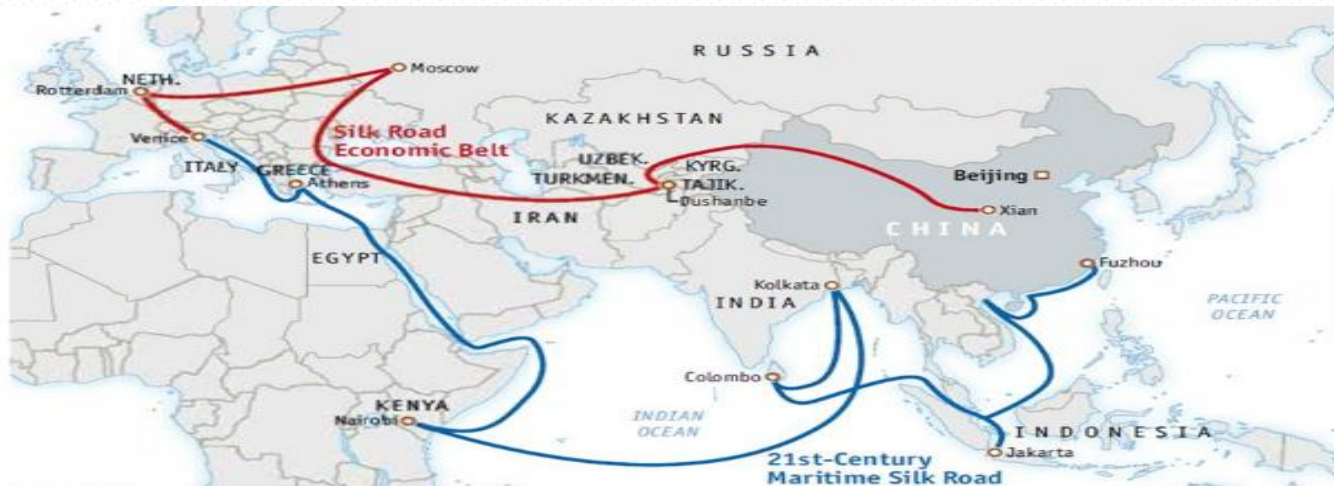 RUSSIA
Moscow
NETH.
Rotterdam
KAZAKHSTAN
Silk Road
Economic Belt
Venice
UZBEK.
KYRG.
ITALY
GREECE
Athens
TURKMEN.
TAJIK.
Dushanbe
Beijing
Xian
IRAN
CHINA
EGYPT
Fuzhou
Kolkata
INDIA
PACIFIC
OCEAN
Colombo
KENYA
Nairobi
INDIAN
OCEAN
INDONESIA
Jakarta
21st-Century
Maritime Silk Road